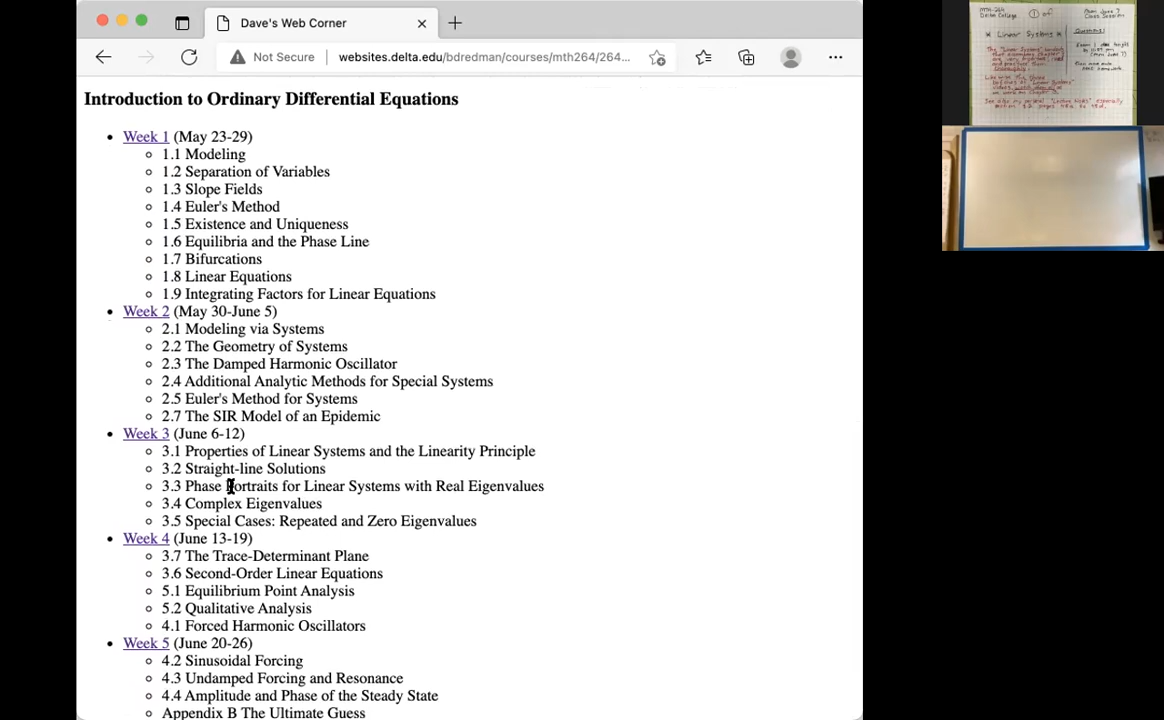 Dave's Web Corner
Not Secure
websites.delta.edu/bdredman/courses/mth264/264...
Introduction to Ordinary Differential Equations
Week 1 (May 23-29)
1.1 Modeling
1.2 Separation of Variables
1.3 Slope Fields
1.4 Euler's Method
1.5 Existence and Uniqueness
1.6 Equilibria and the Phase Line
1.7 Bifurcations
1.8 Linear Equations
1.9 Integrating Factors for Linear Equations
Week 2 (May 30-June 5)
2.1 Modeling via Systems
2.2 The Geometry of Systems
2.3 The Damped Harmonic Oscillator
2.4 Additional Analytic Methods for Special Systems
2.5 Euler's Method for Systems
2.7 The SIR Model of an Epidemic
Week 3 (June 6-12)
3.1 Properties of Linear Systems and the Linearity Principle
3.2 Straight-line Solutions
3.3 Phase Portraits for Linear Systems with Real Eigenvalues
3.4 Complex Eigenvalues
3.5 Special Cases: Repeated and Zero Eigenvalues
Week 4 (June 13-19)
3.7 The Trace-Determinant Plane
3.6 Second-Order Linear Equations
5.1 Equilibrium Point Analysis
5.2 Qualitative Analysis
4.1 Forced Harmonic Oscillators
Week 5 (June 20-26)
4.2 Sinusoidal Forcing
4.3 Undamped Forcing and Resonance
4.4 Amplitude and Phase of the Steady State
Appendix B The Ultimate Guess
MTH-264
Delta College
Linear Systems